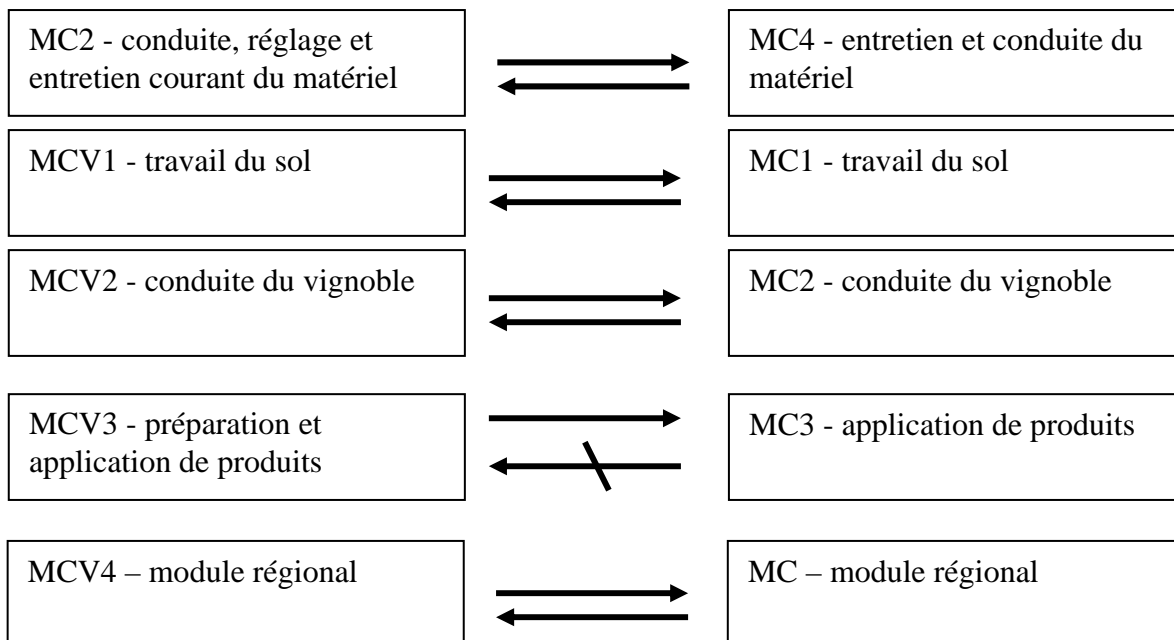 MC2 - conduite, réglage et
entretien courant du matériel
MC4 - entretien et conduite du
matériel
MCV1 - travail du sol
MC1 - travail du sol
MCV2 - conduite du vignoble
MC2 - conduite du vignoble
MCV3 - préparation et
application de produits
MC3 - application de produits
MCV4 – module régional
MC – module régional